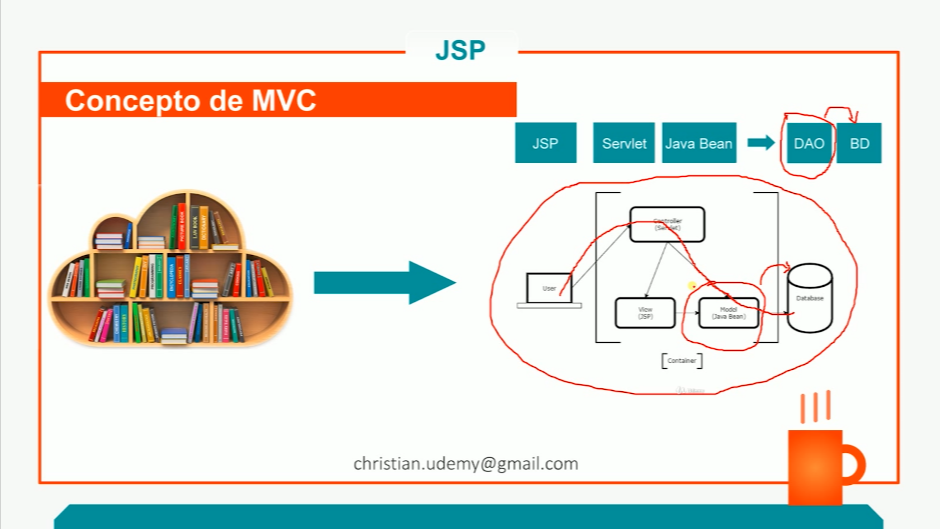 JSP
Concepto de MVC
JSP
Servlet
Java Bean
DAO
BD
Controller
(Servlet)
User
View
(JSP)
Model
(Java Bean)
Database
[Container]
christian.udemy@gmail.com